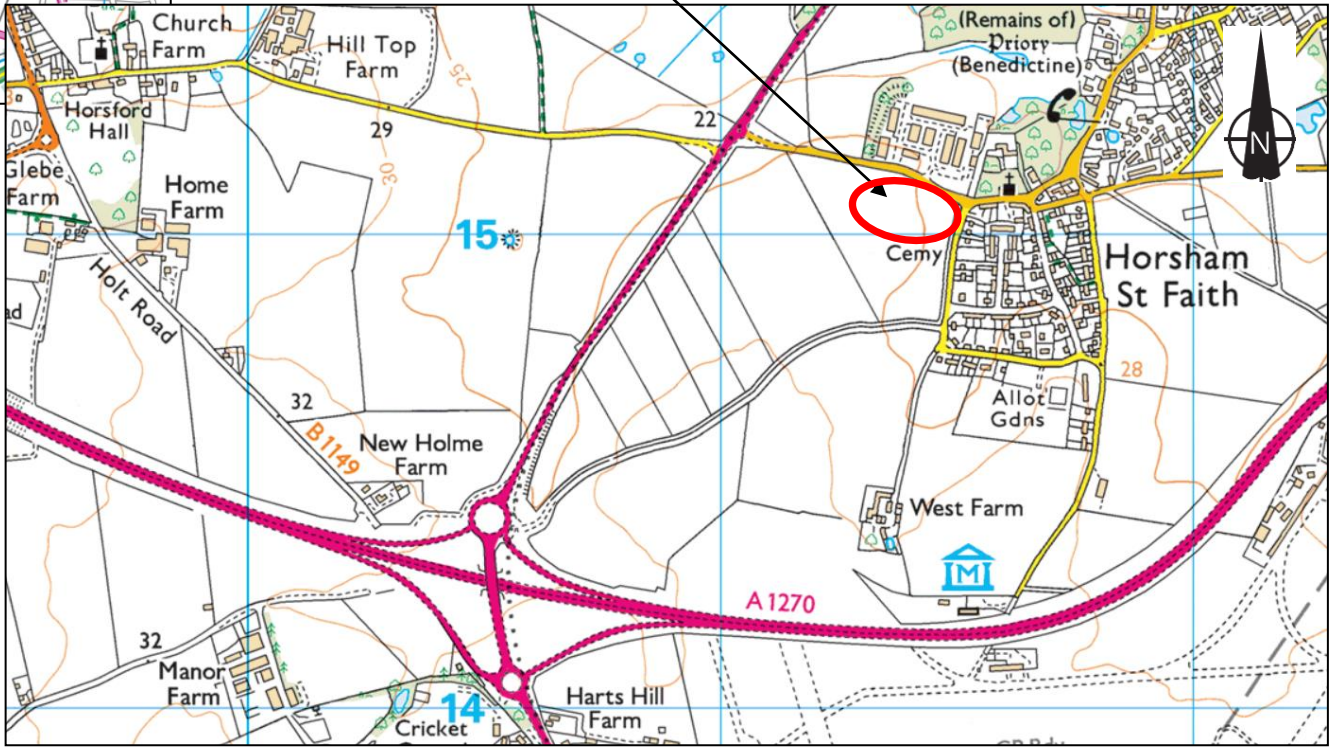 Church
Farm
Hill Top
Farm
(Remains of)
Priory
(Benedictine)
N
25
Horsford
Hall
29
22
30
Glebe
Farm
Home
Farm
15
Cemy
Horsham
St Faith
Holt Road
ad
28
32
B1149
New Holme
Farm
Allot
Gdns
West Farm
M
A1270
32
Manor
Farm
14
Harts Hill
Farm
Cricket